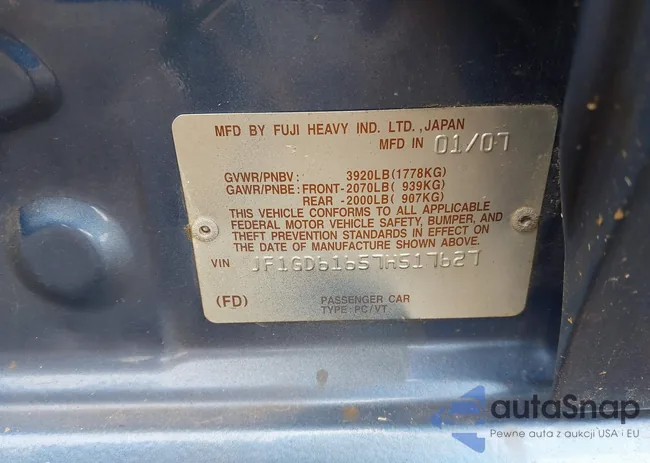 MFD BY FUJI HEAVY IND. LTD.,JAPAN
MFD IN 01/07
GVWR/PNBV: 3920LB(1778KG)
GAWR/PNBE: FRONT-2070LB( 939KG)
REAR -2000LB( 907KG)
THIS VEHICLE CONFORMS TO ALL APPLICABLE
FEDERAL MOTOR VEHICLE SAFETY, BUMPER, AND
THEFT PREVENTION STANDARDS IN EFFECT ON
THE DATE OF MANUFACTURE SHOWN ABOVE.
VIN JF1GD61657H517627
(FD) PASSENGER CAR
TYPE: PC/VT
autoSnap
Pewne auta z aukcji USA i EU